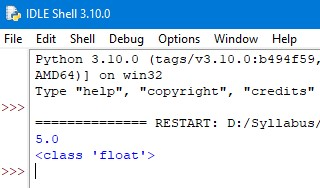 IDLE Shell 3.10.0
File Edit Shell Debug Options Window Help
Python 3.10.0 (tags/v3.10.0:b494f59,
AMD64)] on win32
Type "help", "copyright", "credits"
>>>
============== RESTART: D:/Syllabus/
5.0
<class 'float'>
>>>